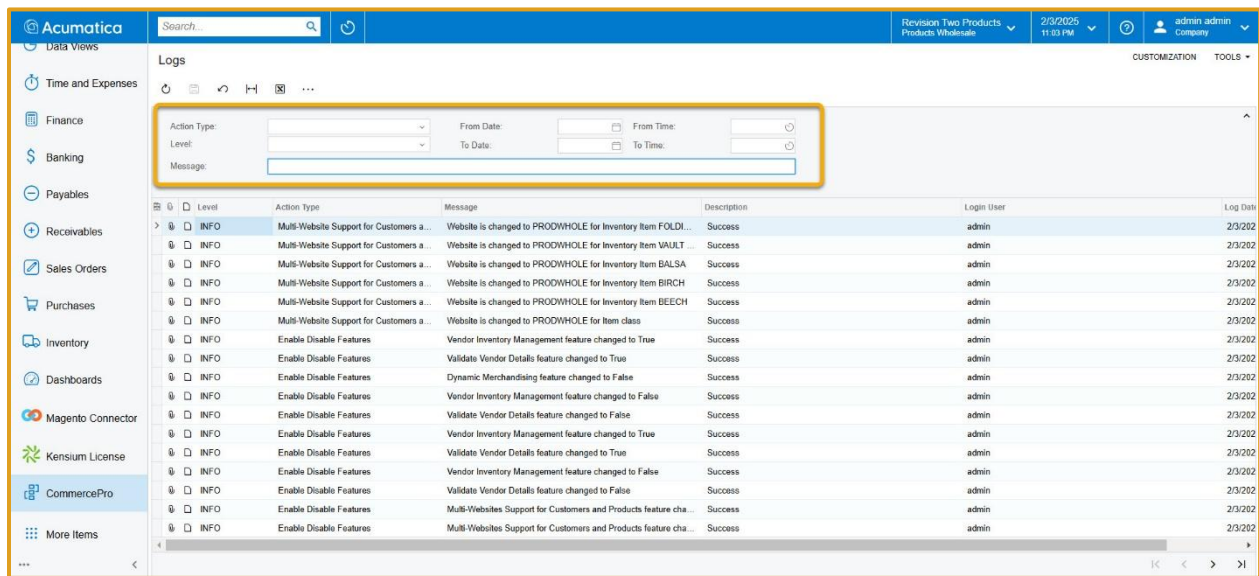 Acumatica
Search...
Revision Two Products
Products Wholesale
2/3/2025
11:03 PM
admin admin
Company
Data Views
Time and Expenses
Finance
Banking
Payables
Receivables
Sales Orders
Purchases
Inventory
Dashboards
Magento Connector
Kensium License
CommercePro
More Items
Logs
CUSTOMIZATION TOOLS
Action Type: From Date: From Time:
Level: To Date: To Time:
Message:
Level Action Type Message Description Login User Log Date
INFO Multi-Website Support for Customers a... Website is changed to PRODWHOLE for Inventory Item FOLDI... Success admin 2/3/202
INFO Multi-Website Support for Customers a... Website is changed to PRODWHOLE for Inventory Item VAULT ... Success admin 2/3/202
INFO Multi-Website Support for Customers a... Website is changed to PRODWHOLE for Inventory Item BALSA Success admin 2/3/202
INFO Multi-Website Support for Customers a... Website is changed to PRODWHOLE for Inventory Item BIRCH Success admin 2/3/202
INFO Multi-Website Support for Customers a... Website is changed to PRODWHOLE for Inventory Item BEECH Success admin 2/3/202
INFO Multi-Website Support for Customers a... Website is changed to PRODWHOLE for Item class Success admin 2/3/202
INFO Enable Disable Features Vendor Inventory Management feature changed to True Success admin 2/3/202
INFO Enable Disable Features Validate Vendor Details feature changed to True Success admin 2/3/202
INFO Enable Disable Features Dynamic Merchandising feature changed to False Success admin 2/3/202
INFO Enable Disable Features Vendor Inventory Management feature changed to False Success admin 2/3/202
INFO Enable Disable Features Validate Vendor Details feature changed to False Success admin 2/3/202
INFO Enable Disable Features Vendor Inventory Management feature changed to True Success admin 2/3/202
INFO Enable Disable Features Validate Vendor Details feature changed to True Success admin 2/3/202
INFO Enable Disable Features Vendor Inventory Management feature changed to False Success admin 2/3/202
INFO Enable Disable Features Validate Vendor Details feature changed to False Success admin 2/3/202
INFO Enable Disable Features Multi-Websites Support for Customers and Products feature cha... Success admin 2/3/202
INFO Enable Disable Features Multi-Websites Support for Customers and Products feature cha... Success admin 2/3/202